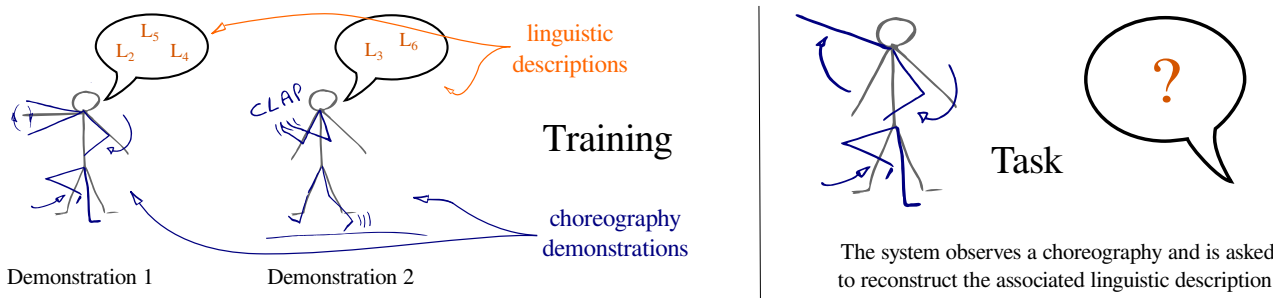 L5
L2
L4
L6
L3
linguistic
descriptions
CLAP
Training
choreography
demonstrations
Demonstration 1
Demonstration 2
?
Task
The system observes a choreography and is asked
to reconstruct the associated linguistic description